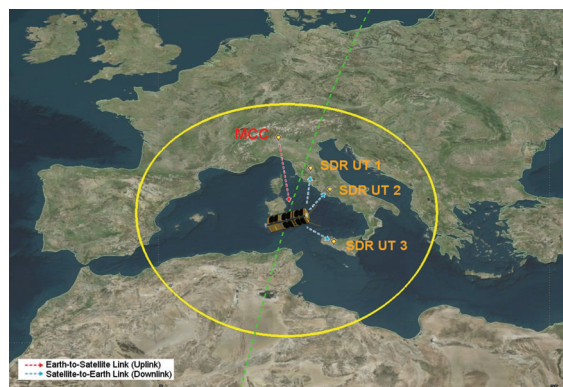 MCC
SDR UT 1
SDR UT 2
SDR UT 3
Earth-to-Satellite Link (Uplink)
Satellite-to-Earth Link (Downlink)